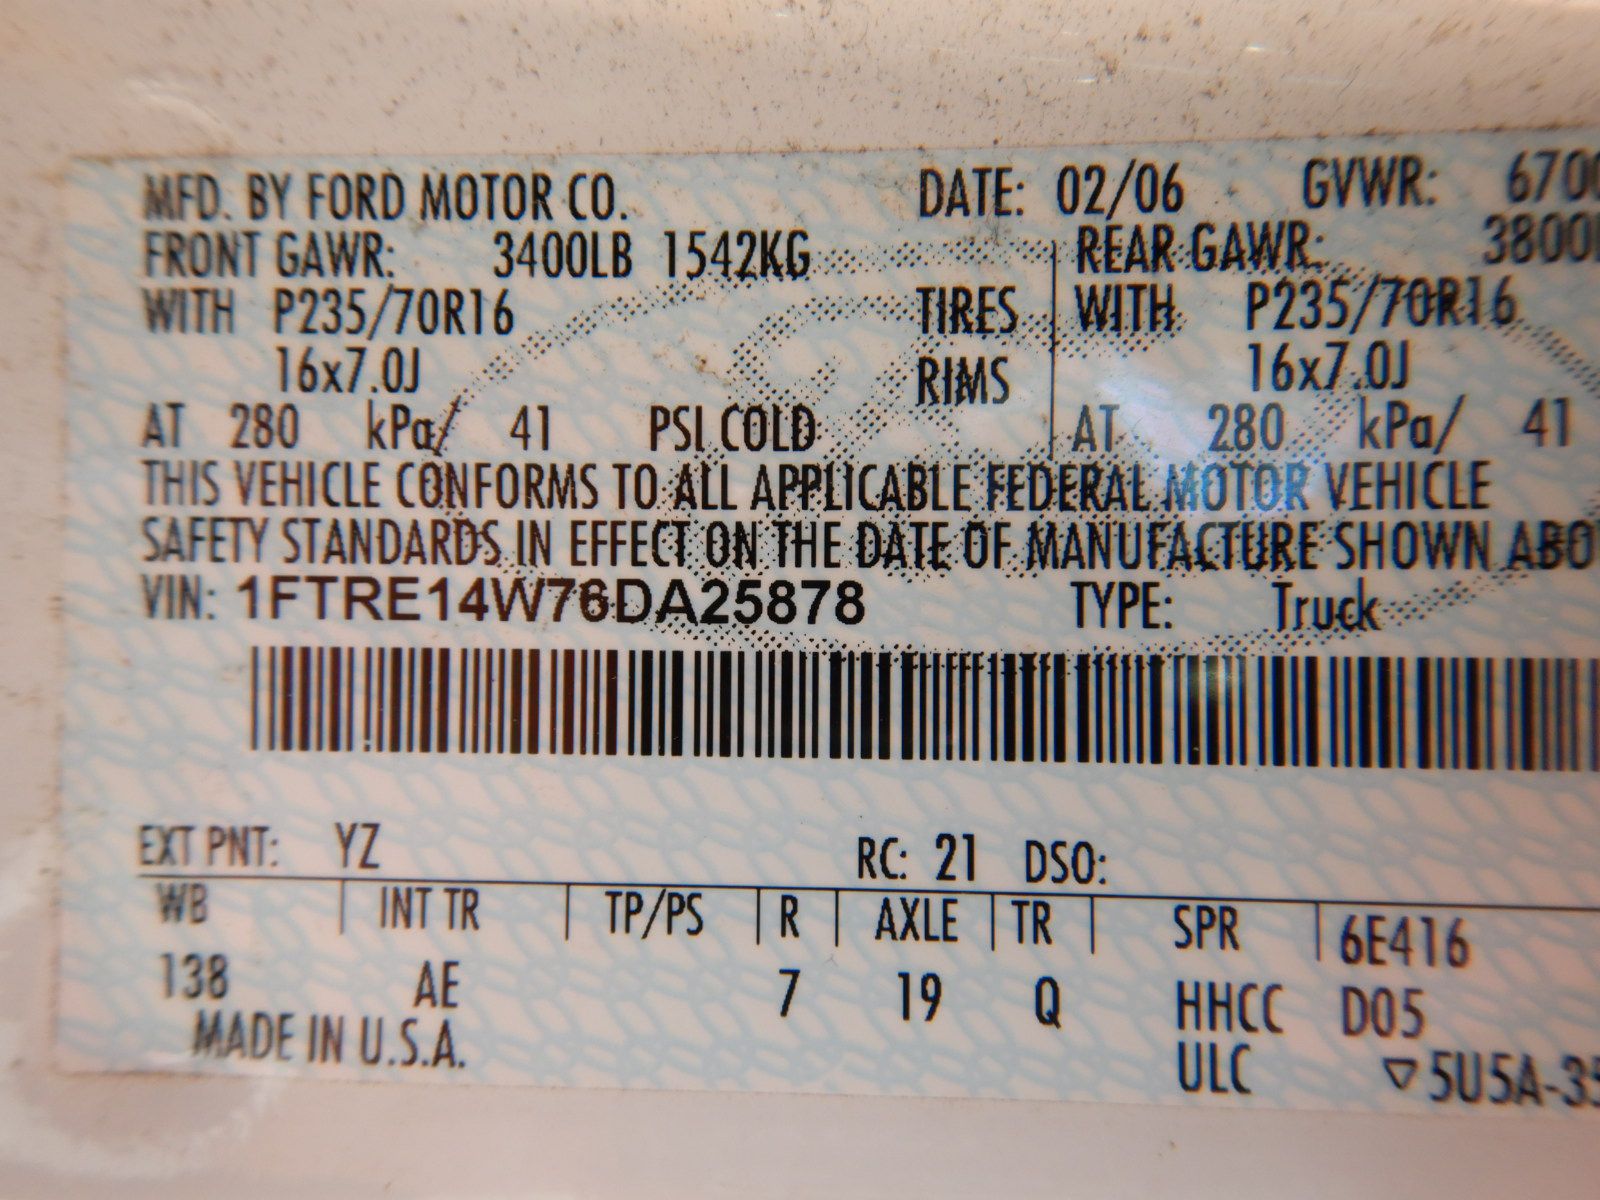 MFD. BY FORD MOTOR CO. DATE: 02/06 GVWR:
FRONT GAWR: 3400LB 1542KG REAR GAWR:
WITH P235/70R16 TIRES WITH P235/70R16
16x7.0J RIMS 16x7.0J
AT 280 kPa/ 41 PSI COLD AT 280 kPa/ 41
THIS VEHICLE CONFORMS TO ALL APPLICABLE FEDERAL MOTOR VEHICLE
SAFETY STANDARDS IN EFFECT ON THE DATE OF MANUFACTURE SHOWN
VIN: 1FTRE14W76DA25878 TYPE: Truck
EXT PNT: YZ RC: 21 DSO:
WB INT TR TP/PS R AXLE TR SPR 6E416
138 AE 7 19 Q HHCC D05
MADE IN U.S.A. ULC